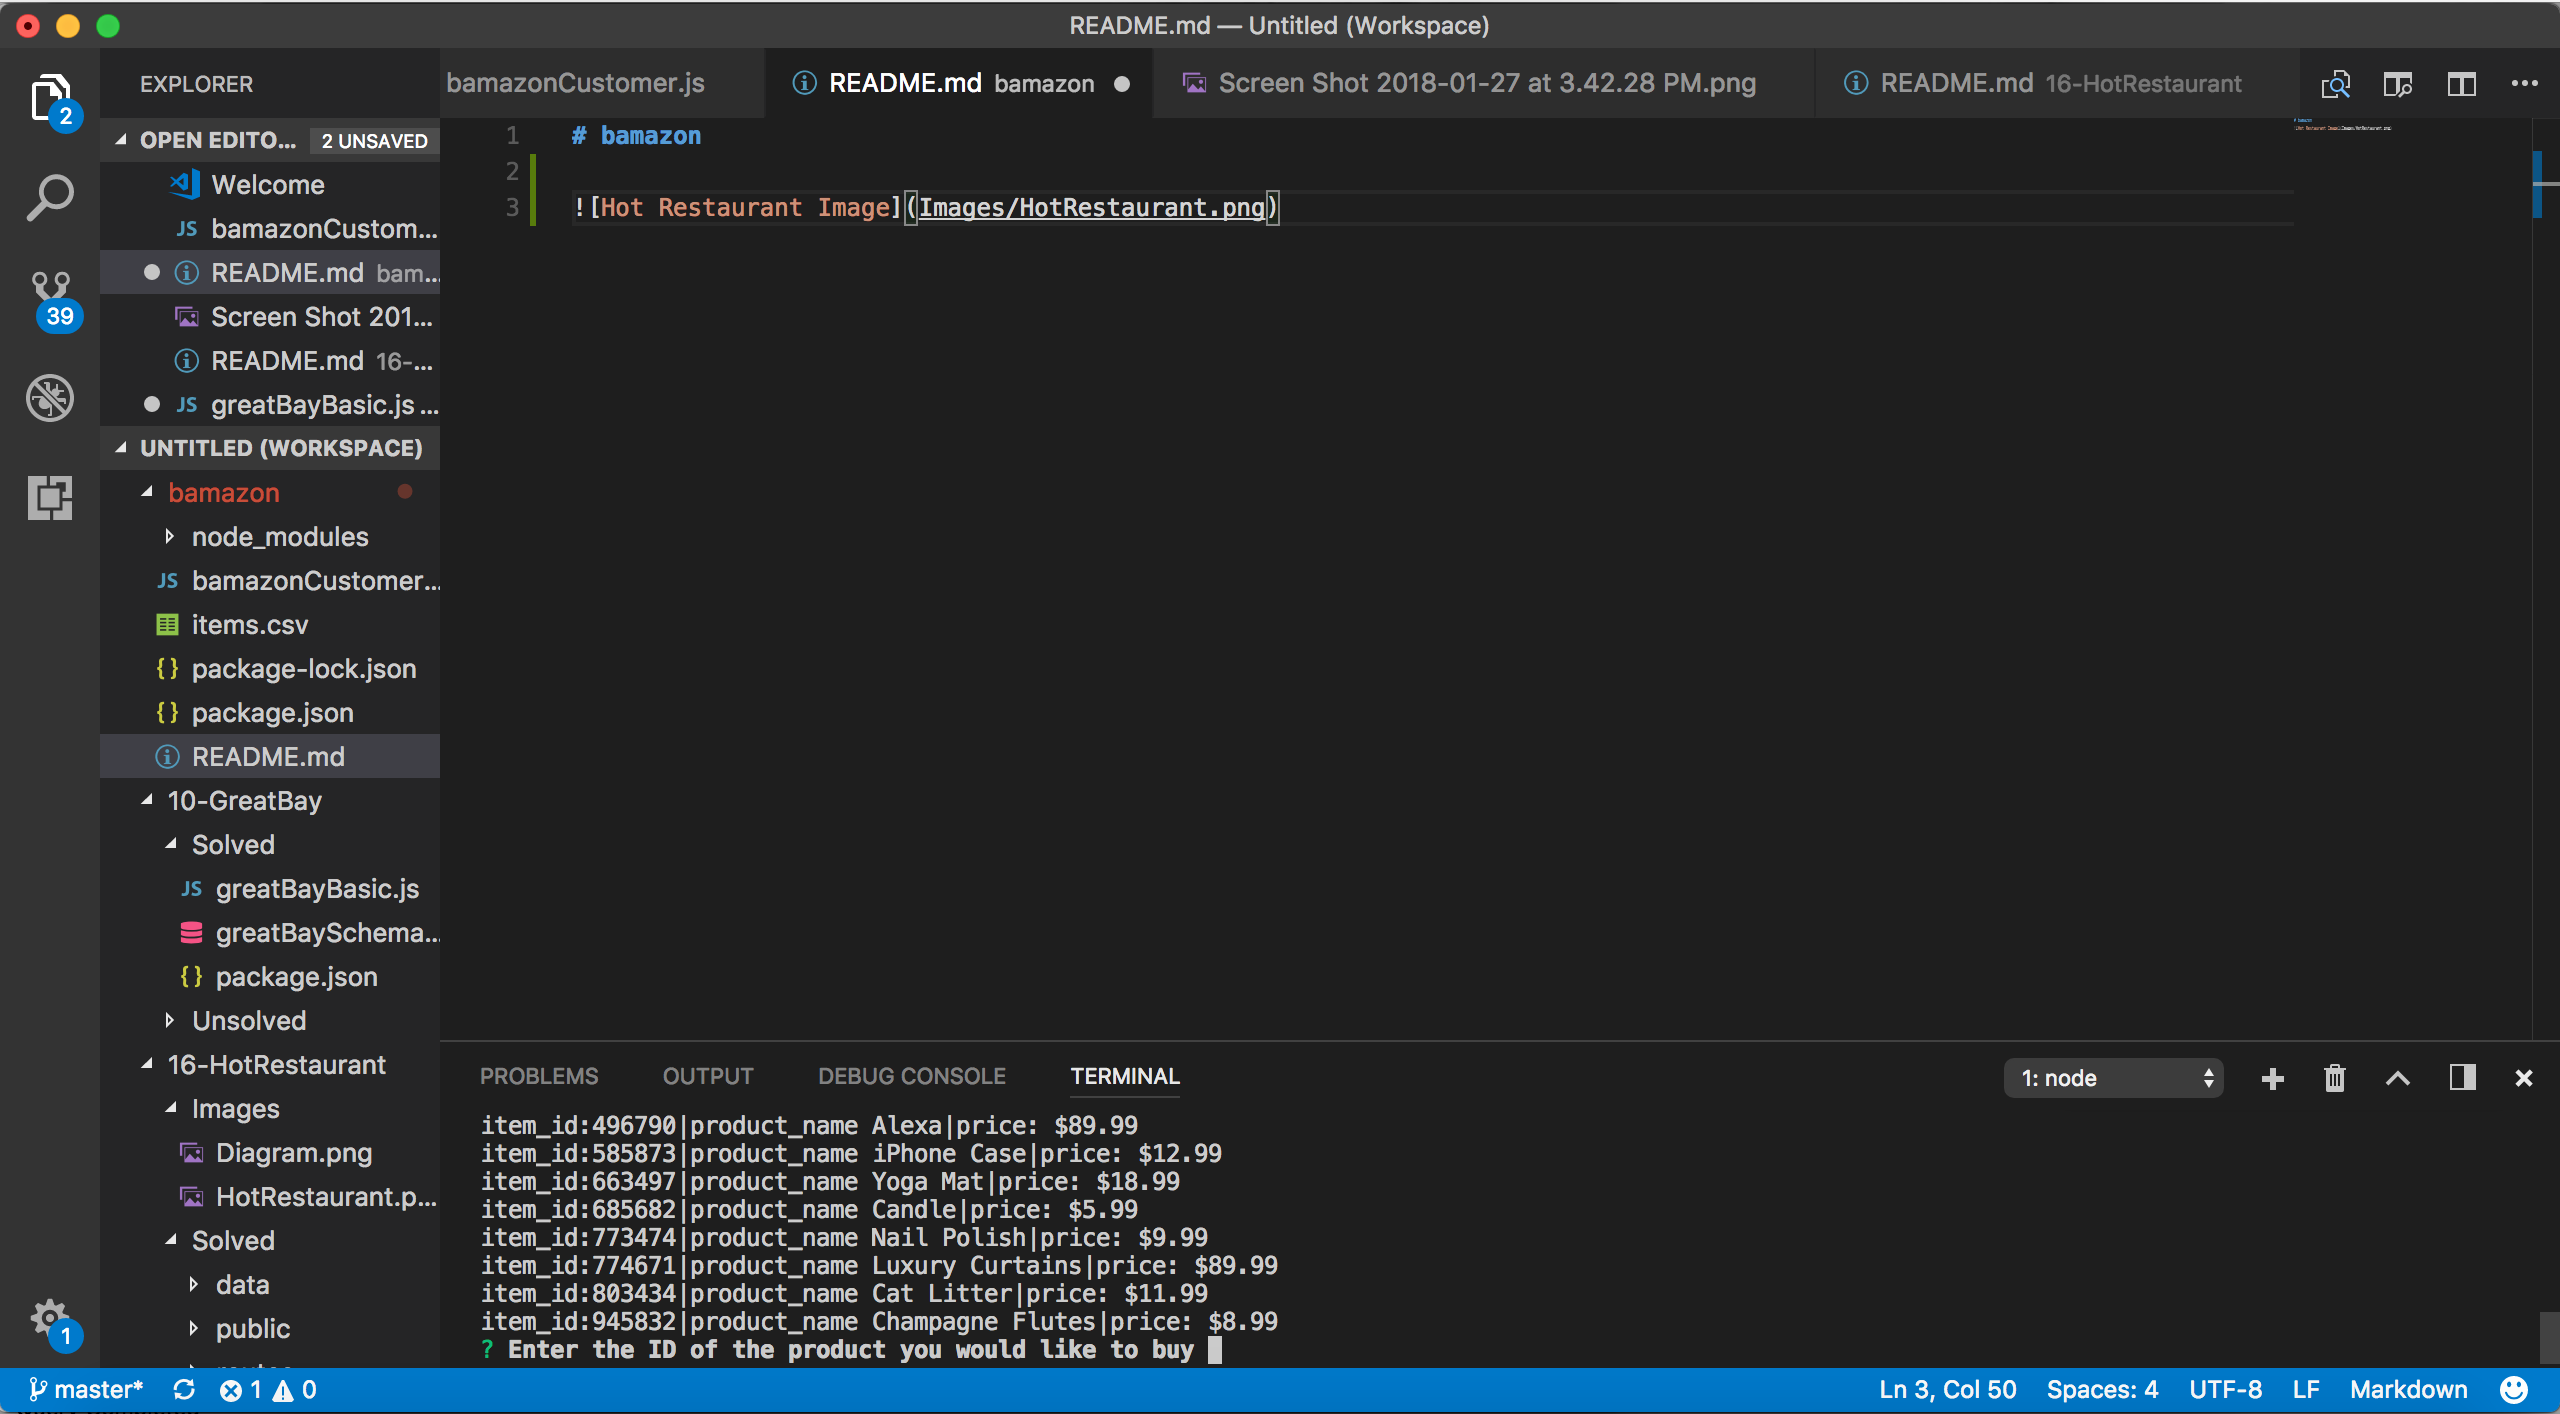 README.md — Untitled (Workspace)
EXPLORER
bamazonCustomer.js
README.md bamazon
Screen Shot 2018-01-27 at 3.42.28 PM.png
README.md 16-HotRestaurant
2
39
1
OPEN EDITO... 2 UNSAVED
Welcome
JS bamazonCustom...
README.md bam...
Screen Shot 201...
README.md 16-...
JS greatBayBasic.js ...
UNTITLED (WORKSPACE)
bamazon
node_modules
JS bamazonCustomer...
items.csv
{} package-lock.json
{} package.json
README.md
10-GreatBay
Solved
JS greatBayBasic.js
greatBaySchema...
{} package.json
Unsolved
16-HotRestaurant
Images
Diagram.png
HotRestaurant.p...
Solved
data
public
1 # bamazon
2
3 ![Hot Restaurant Image](Images/HotRestaurant.png)
PROBLEMS OUTPUT DEBUG CONSOLE TERMINAL 1: node
item_id:496790|product_name Alexa|price: $89.99
item_id:585873|product_name iPhone Case|price: $12.99
item_id:663497|product_name Yoga Mat|price: $18.99
item_id:685682|product_name Candle|price: $5.99
item_id:773474|product_name Nail Polish|price: $9.99
item_id:774671|product_name Luxury Curtains|price: $89.99
item_id:803434|product_name Cat Litter|price: $11.99
item_id:945832|product_name Champagne Flutes|price: $8.99
? Enter the ID of the product you would like to buy
master* 1 0 Ln 3, Col 50 Spaces: 4 UTF-8 LF Markdown